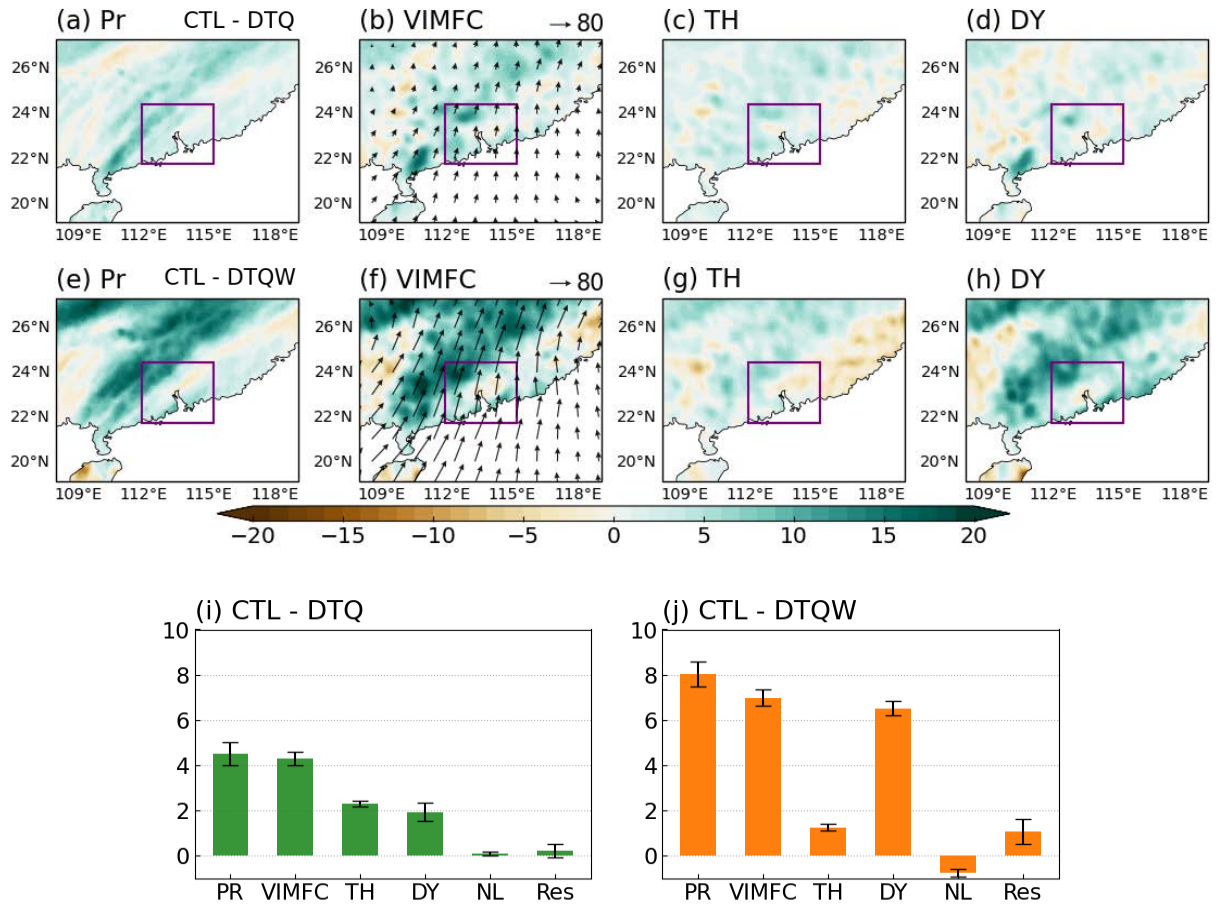 (a) Pr CTL - DTQ (b) VIMFC 80 (c) TH (d) DY
26°N 26°N 26°N 26°N
24°N 24°N 24°N 24°N
22°N 22°N 22°N 22°N
20°N 20°N 20°N 20°N
109°E 112°E 115°E 118°E 109°E 112°E 115°E 118°E 109°E 112°E 115°E 118°E 109°E 112°E 115°E 118°E
(e) Pr CTL - DTQW (f) VIMFC 80 (g) TH (h) DY
26°N 26°N 26°N 26°N
24°N 24°N 24°N 24°N
22°N 22°N 22°N 22°N
20°N 20°N 20°N 20°N
109°E 112°E 115°E 118°E 109°E 112°E 115°E 118°E 109°E 112°E 115°E 118°E 109°E 112°E 115°E 118°E
−20 −15 −10 −5 0 5 10 15 20
(i) CTL - DTQ (j) CTL - DTQW
10 10
8 8
6 6
4 4
2 2
0 0
PR VIMFC TH DY NL Res PR VIMFC TH DY NL Res